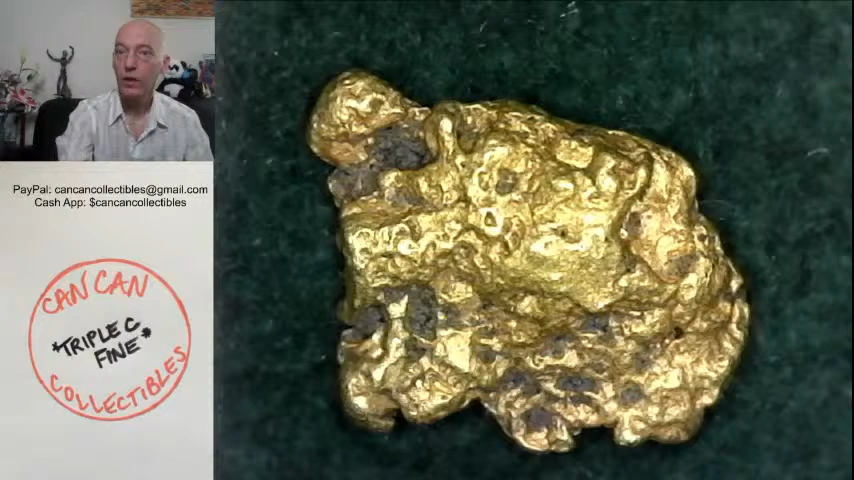 PayPal: cancancollectibles@gmail.com
Cash App: $cancancollectibles
CAN CAN
*TRIPLE C
FINE*
COLLECTIBLES